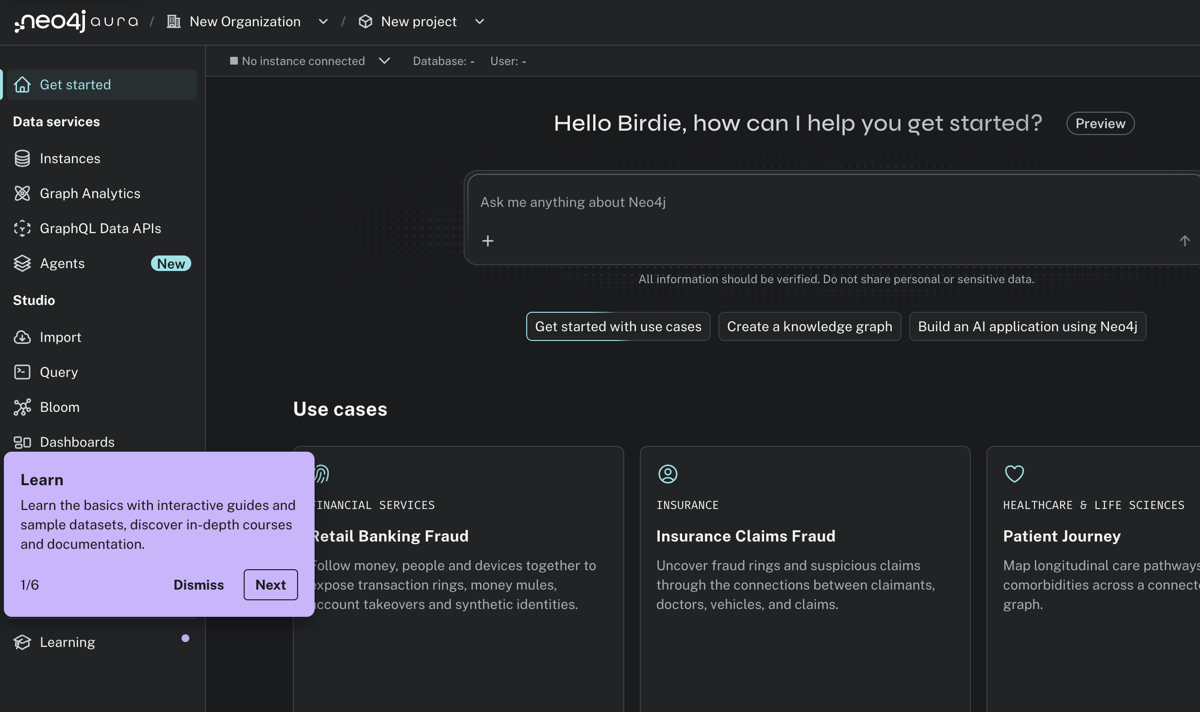 neo4j aura / New Organization / New project
No instance connected Database: - User: -
Get started
Data services
Instances
Graph Analytics
GraphQL Data APIs
Agents New
Studio
Import
Query
Bloom
Dashboards
Learn
Learn the basics with interactive guides and
sample datasets, discover in-depth courses
and documentation.
1/6 Dismiss Next
Learning
Hello Birdie, how can I help you get started? Preview
Ask me anything about Neo4j
All information should be verified. Do not share personal or sensitive data.
Get started with use cases Create a knowledge graph Build an AI application using Neo4j
Use cases
INANCIAL SERVICES
Retail Banking Fraud
Follow money, people and devices together to
xpose transaction rings, money mules,
ccount takeovers and synthetic identities.
INSURANCE
Insurance Claims Fraud
Uncover fraud rings and suspicious claims
through the connections between claimants,
doctors, vehicles, and claims.
HEALTHCARE & LIFE SCIENCES
Patient Journey
Map longitudinal care pathways
comorbidities across a connect
graph.